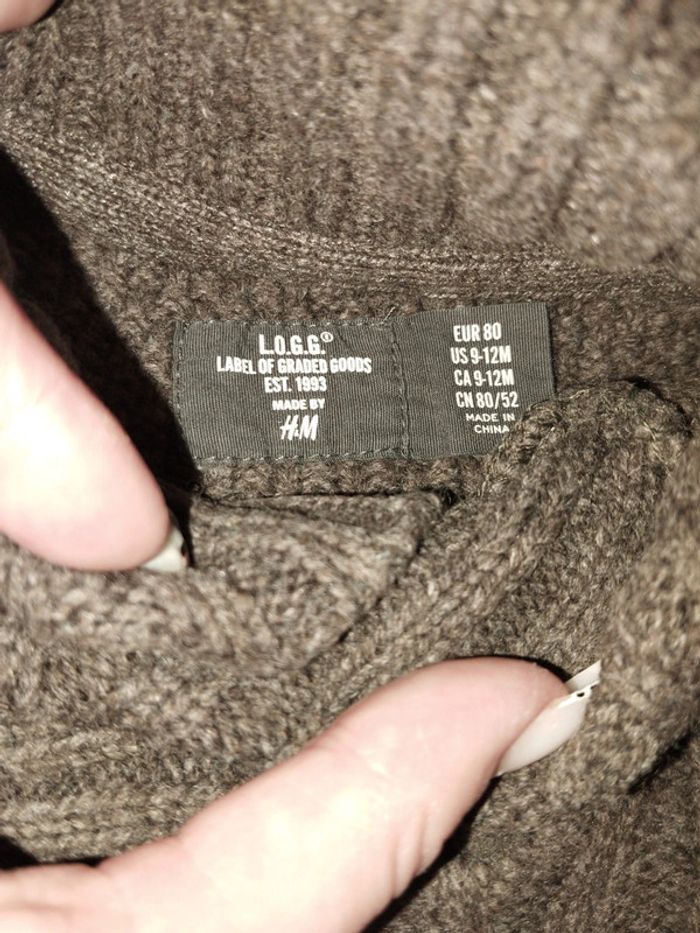 L.O.G.G.®
LABEL OF GRADED GOODS
EST. 1993
MADE BY
H&M
EUR 80
US 9-12M
CA 9-12M
CN 80/52
MADE IN
CHINA